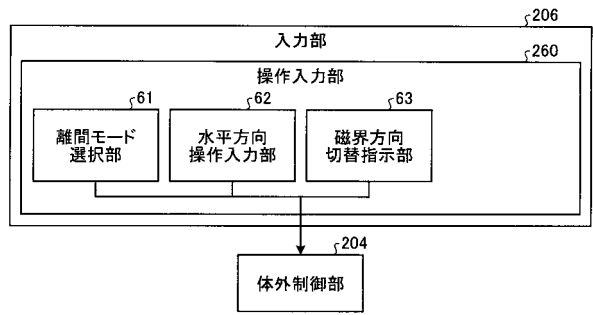 206
入力部
260
操作入力部
61
62
63
離間モード
選択部
水平方向
操作入力部
磁界方向
切替指示部
204
体外制御部